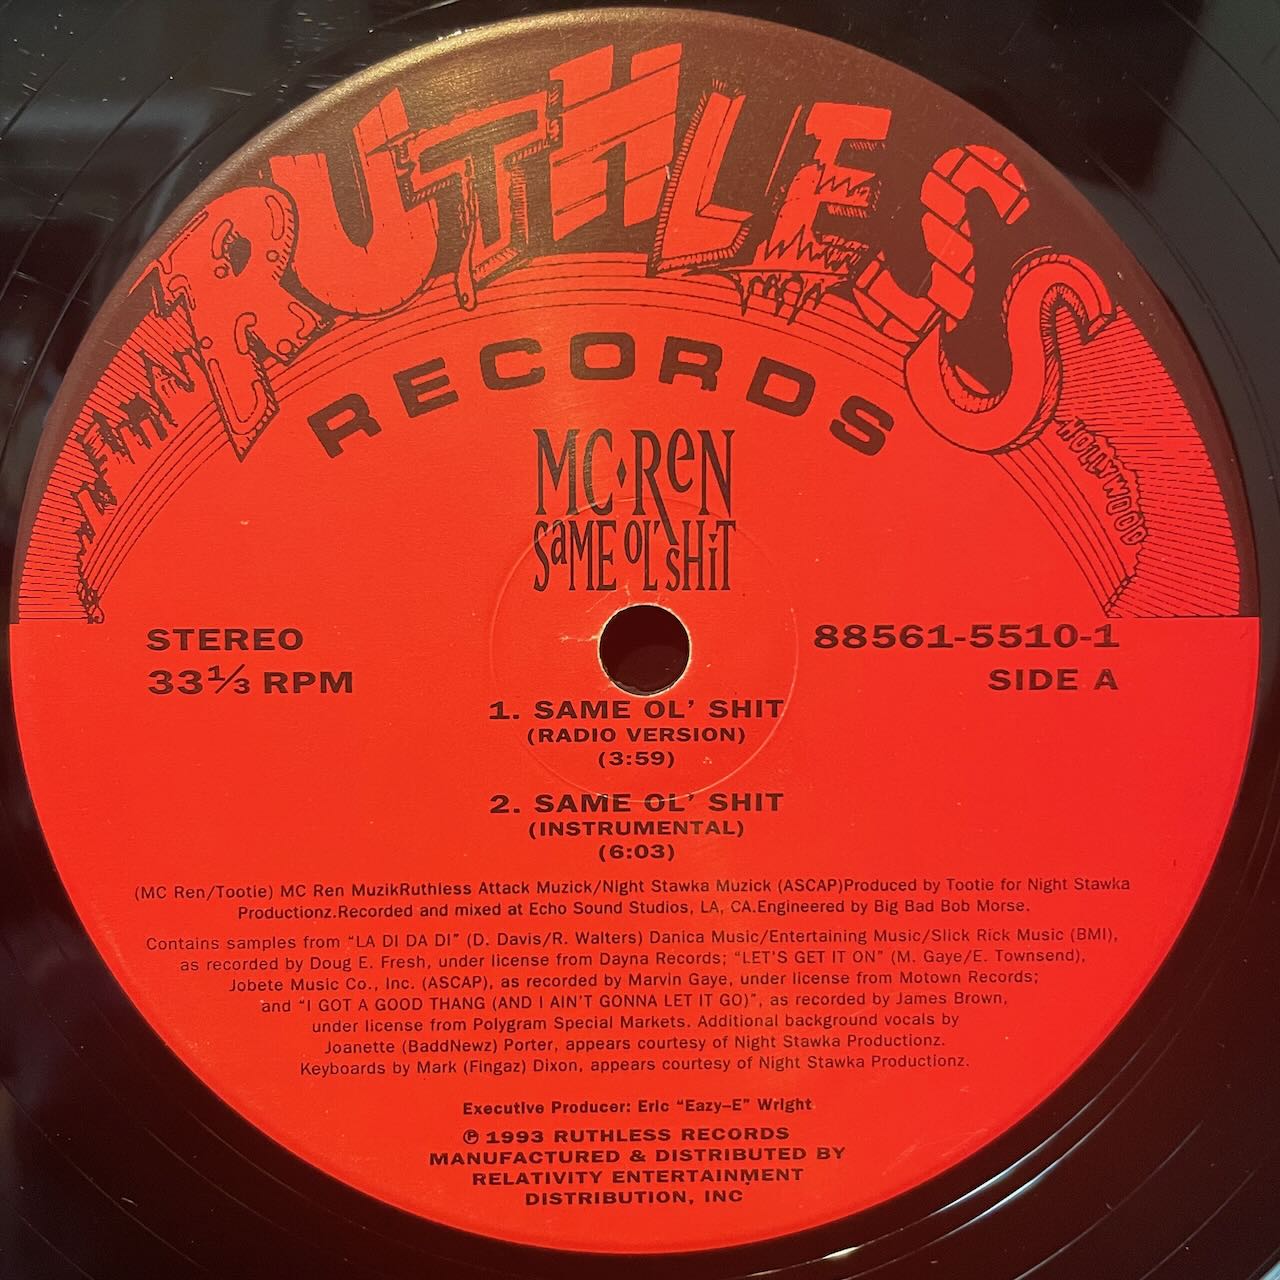 RUTHLESS
RECORDS
HOLLYWOOD
MC·ReN
SaME OL' sHiT
STEREO
33⅓ RPM
88561-5510-1
SIDE A
1. SAME OL' SHIT
(RADIO VERSION)
(3:59)
2. SAME OL' SHIT
(INSTRUMENTAL)
(6:03)
(MC Ren/Tootie) MC Ren MuzikRuthless Attack Muzick/Night Stawka Muzick (ASCAP)Produced by Tootie for Night Stawka
Productionz.Recorded and mixed at Echo Sound Studios, LA, CA.Engineered by Big Bad Bob Morse.
Contains samples from "LA DI DA DI" (D. Davis/R. Walters) Danica Music/Entertaining Music/Slick Rick Music (BMI),
as recorded by Doug E. Fresh, under license from Dayna Records; "LET'S GET IT ON" (M. Gaye/E. Townsend),
Jobete Music Co., Inc. (ASCAP), as recorded by Marvin Gaye, under license from Motown Records;
and "I GOT A GOOD THANG (AND I AIN'T GONNA LET IT GO)", as recorded by James Brown,
under license from Polygram Special Markets. Additional background vocals by
Joanette (BaddNewz) Porter, appears courtesy of Night Stawka Productionz.
Keyboards by Mark (Fingaz) Dixon, appears courtesy of Night Stawka Productionz.
Executive Producer: Eric "Eazy–E" Wright
℗ 1993 RUTHLESS RECORDS
MANUFACTURED & DISTRIBUTED BY
RELATIVITY ENTERTAINMENT
DISTRIBUTION, INC